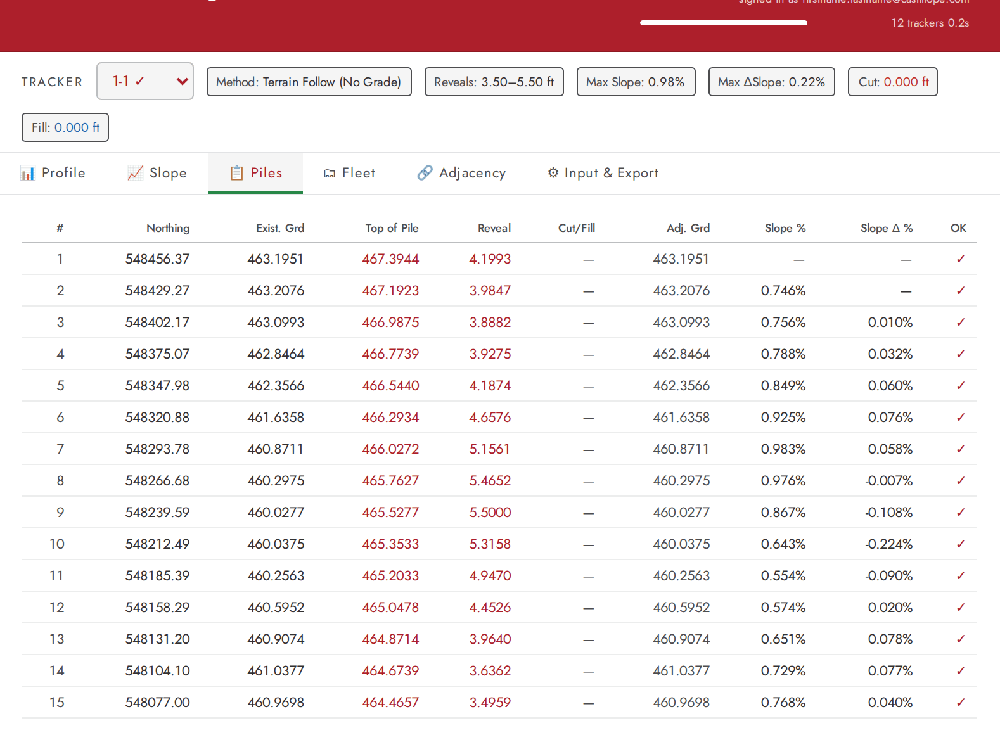 signed in as firstname.lastname@castillope.com
12 trackers 0.2s
TRACKER 1-1 ✓ Method: Terrain Follow (No Grade) Reveals: 3.50–5.50 ft Max Slope: 0.98% Max ΔSlope: 0.22% Cut: 0.000 ft
Fill: 0.000 ft
Profile Slope Piles Fleet Adjacency Input & Export
# Northing Exist. Grd Top of Pile Reveal Cut/Fill Adj. Grd Slope % Slope Δ % OK
1 548456.37 463.1951 467.3944 4.1993 — 463.1951 — — ✓
2 548429.27 463.2076 467.1923 3.9847 — 463.2076 0.746% — ✓
3 548402.17 463.0993 466.9875 3.8882 — 463.0993 0.756% 0.010% ✓
4 548375.07 462.8464 466.7739 3.9275 — 462.8464 0.788% 0.032% ✓
5 548347.98 462.3566 466.5440 4.1874 — 462.3566 0.849% 0.060% ✓
6 548320.88 461.6358 466.2934 4.6576 — 461.6358 0.925% 0.076% ✓
7 548293.78 460.8711 466.0272 5.1561 — 460.8711 0.983% 0.058% ✓
8 548266.68 460.2975 465.7627 5.4652 — 460.2975 0.976% -0.007% ✓
9 548239.59 460.0277 465.5277 5.5000 — 460.0277 0.867% -0.108% ✓
10 548212.49 460.0375 465.3533 5.3158 — 460.0375 0.643% -0.224% ✓
11 548185.39 460.2563 465.2033 4.9470 — 460.2563 0.554% -0.090% ✓
12 548158.29 460.5952 465.0478 4.4526 — 460.5952 0.574% 0.020% ✓
13 548131.20 460.9074 464.8714 3.9640 — 460.9074 0.651% 0.078% ✓
14 548104.10 461.0377 464.6739 3.6362 — 461.0377 0.729% 0.077% ✓
15 548077.00 460.9698 464.4657 3.4959 — 460.9698 0.768% 0.040% ✓